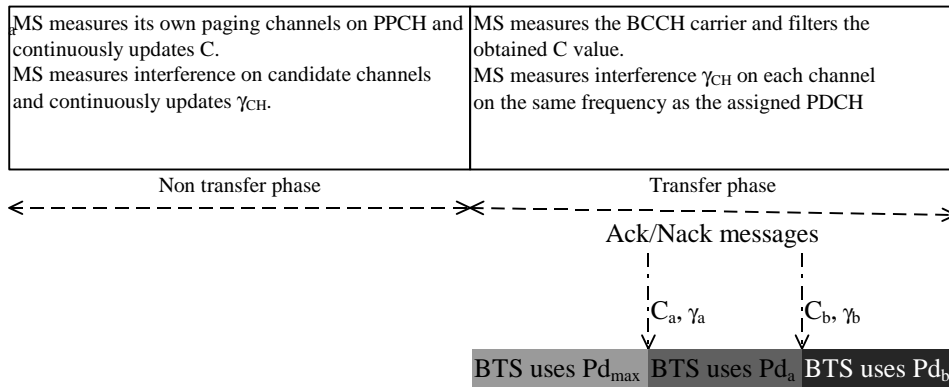 a
MS measures its own paging channels on PPCH and
continuously updates C.
MS measures interference on candidate channels
and continuously updates γCH.
MS measures the BCCH carrier and filters the
obtained C value.
MS measures interference γCH on each channel
on the same frequency as the assigned PDCH
Non transfer phase
Transfer phase
Ack/Nack messages
Ca, γa
Cb, γb
BTS uses Pdmax
BTS uses Pda
BTS uses Pdb